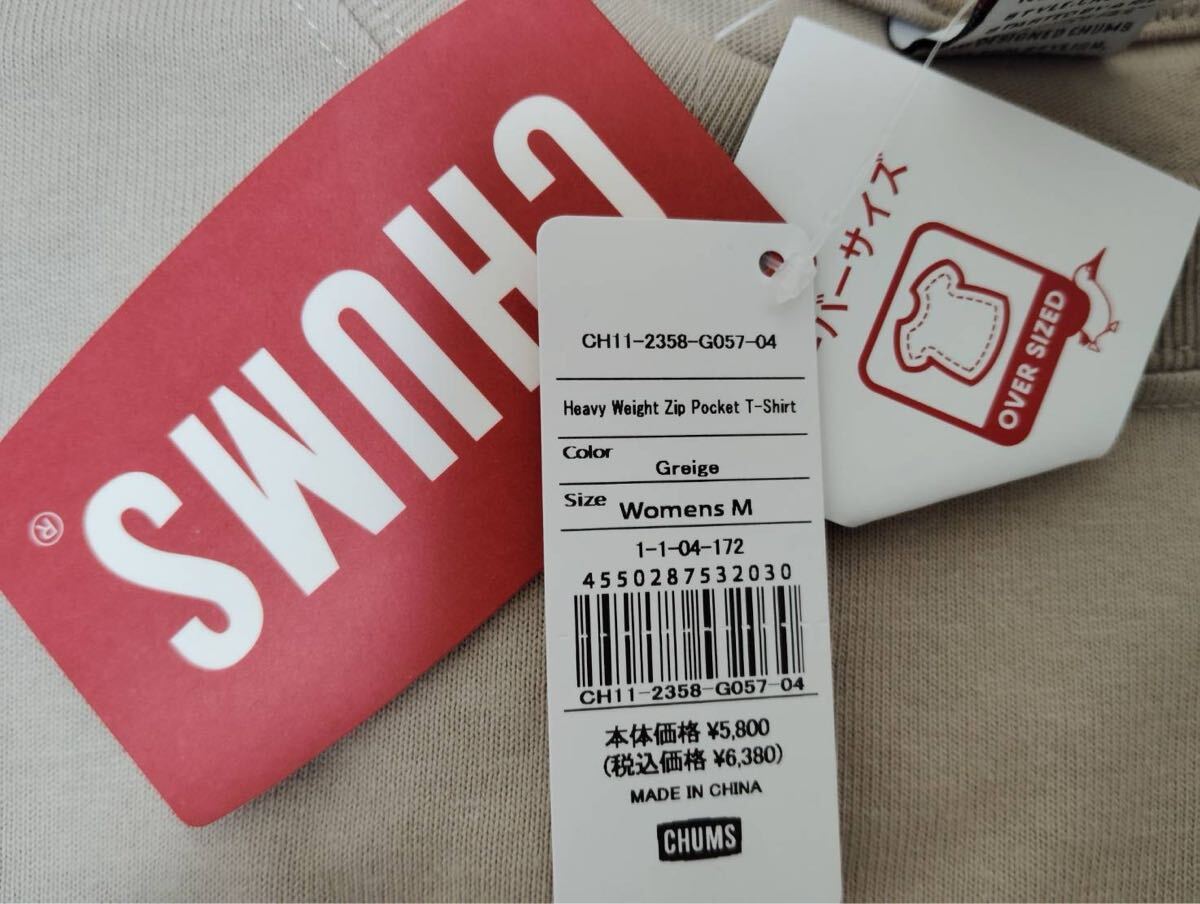 CHUMS
®
DESIGNED CHUMS
バーサイズ
OVER SIZED
CH11-2358-G057-04
Heavy Weight Zip Pocket T-Shirt
Color
Greige
Size
Womens M
1-1-04-172
4550287532030
CH11-2358-G057-04
本体価格 ¥5,800
(税込価格 ¥6,380)
MADE IN CHINA
CHUMS